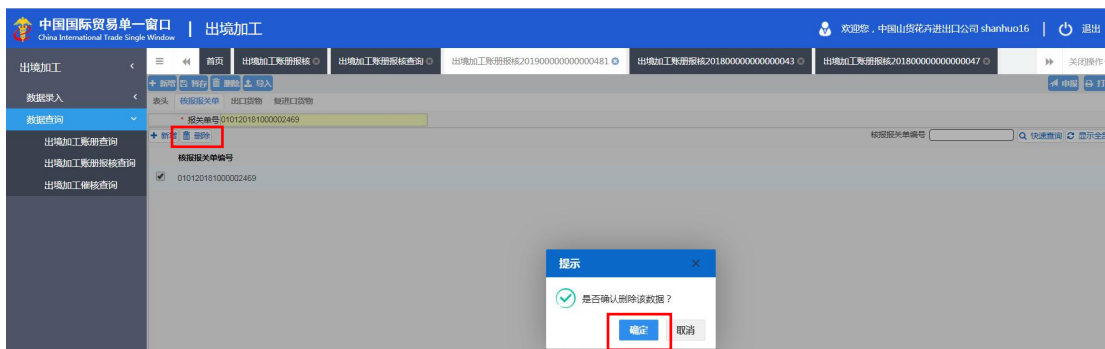 中国国际贸易单一窗口 | 出境加工
China International Trade Single Window
欢迎您，中国山货花卉进出口公司 shanhuo16 | 退出
出境加工
首页 出境加工账册报核 出境加工账册报核查询 出境加工账册报核201900000000000481 出境加工账册报核201800000000000043 出境加工账册报核201800000000000047 关闭操作
新增 暂存 删除 导入 申报 打
数据录入
表头 核报报关单 出口货物 复进口货物
数据查询
* 报关单号 010120181000002469
新增 删除 核报报关单编号 快速查询 显示全
出境加工账册查询
核报报关单编号
出境加工账册报核查询
010120181000002469
出境加工催核查询
提示
是否确认删除该数据？
确定 取消